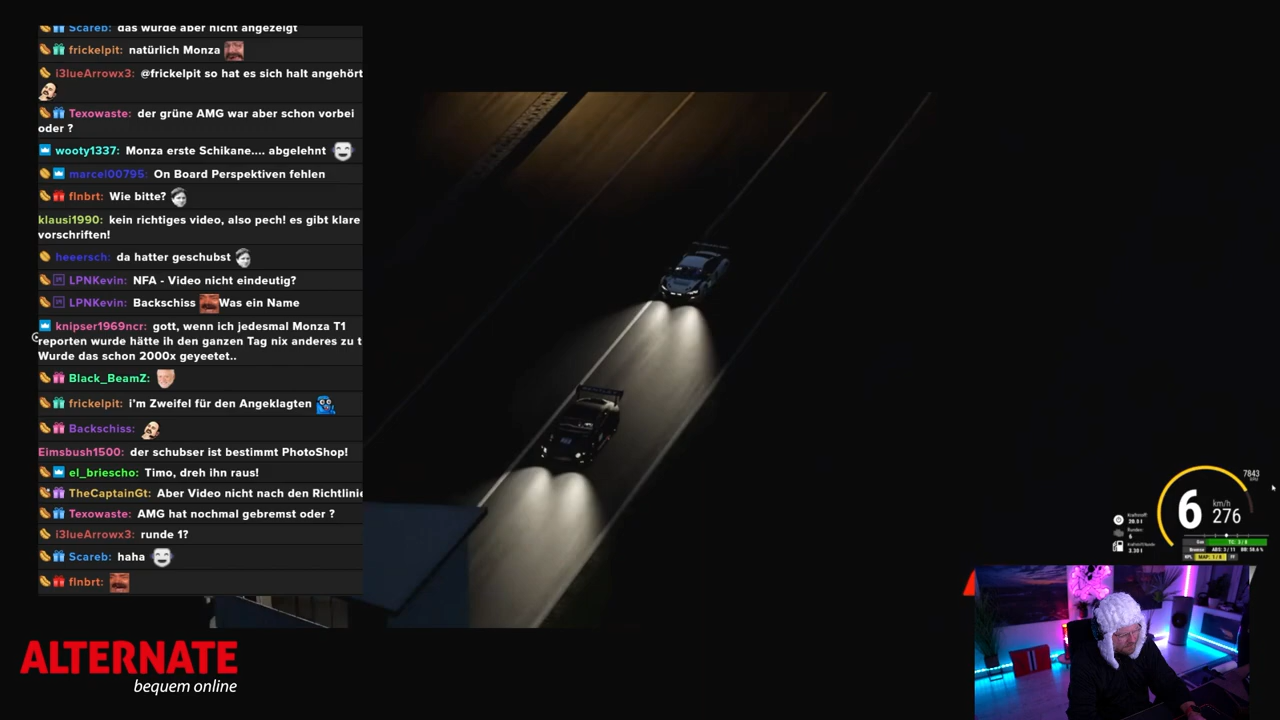 Scareb: das wurde aber nicht angezeigt
frickelpit: natürlich Monza
i3lueArrowx3: @frickelpit so hat es sich halt angehört
Texowaste: der grüne AMG war aber schon vorbei
oder ?
wooty1337: Monza erste Schikane.... abgelehnt
marcel00795: On Board Perspektiven fehlen
flnbrt: Wie bitte?
klausi1990: kein richtiges video, also pech! es gibt klare
vorschriften!
heeersch: da hatter geschubst
LPNKevin: NFA - Video nicht eindeutig?
LPNKevin: Backschiss Was ein Name
knipser1969ncr: gott, wenn ich jedesmal Monza T1
reporten wurde hätte ih den ganzen Tag nix anderes zu t
Wurde das schon 2000x geyeetet..
Black_BeamZ:
frickelpit: i'm Zweifel für den Angeklagten
Backschiss:
Eimsbush1500: der schubser ist bestimmt PhotoShop!
el_briescho: Timo, dreh ihn raus!
TheCaptainGt: Aber Video nicht nach den Richtlinie
Texowaste: AMG hat nochmal gebremst oder ?
i3lueArrowx3: runde 1?
Scareb: haha
flnbrt:
ALTERNATE
bequem online
7843
6
km/h
276